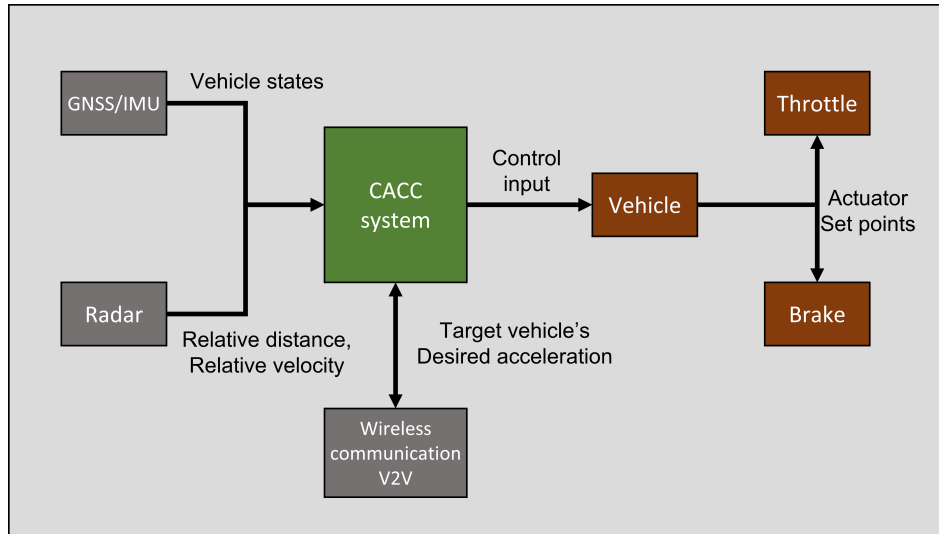 GNSS/IMU
Vehicle states
Radar
Relative distance,
Relative velocity
CACC
system
Wireless
communication
V2V
Target vehicle's
Desired acceleration
Control
input
Vehicle
Throttle
Actuator
Set points
Brake